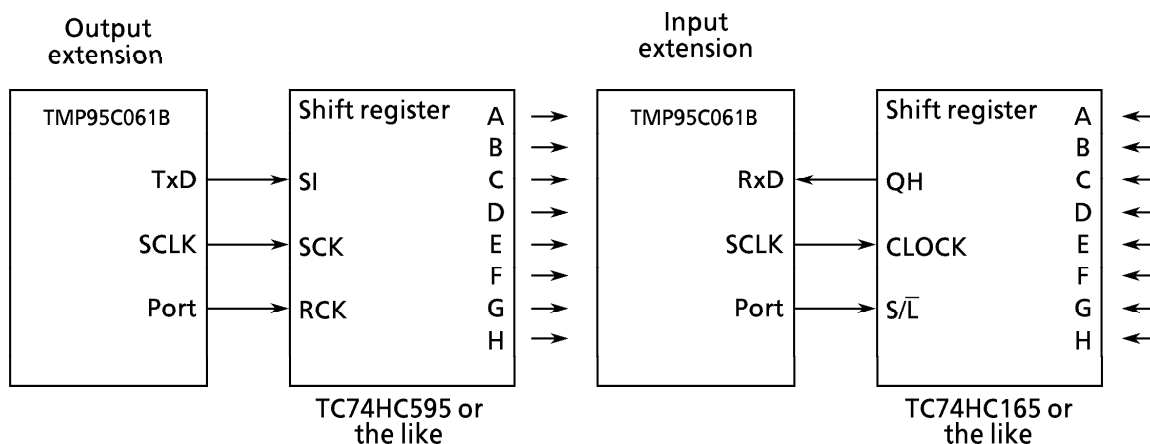 Output
extension
TMP95C061B
TxD
SCLK
Port
Shift register
SI
SCK
RCK
A
B
C
D
E
F
G
H
TC74HC595 or
the like
Input
extension
TMP95C061B
RxD
SCLK
Port
Shift register
QH
CLOCK
S/L̅
A
B
C
D
E
F
G
H
TC74HC165 or
the like